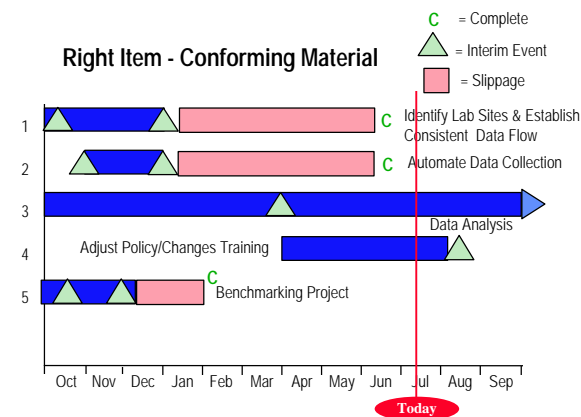 C = Complete
= Interim Event
= Slippage
Right Item - Conforming Material
1 C Identify Lab Sites & Establish
Consistent Data Flow
2 C Automate Data Collection
3
Data Analysis
4 Adjust Policy/Changes Training
C
5 Benchmarking Project
Oct Nov Dec Jan Feb Mar Apr May Jun Jul Aug Sep
Today